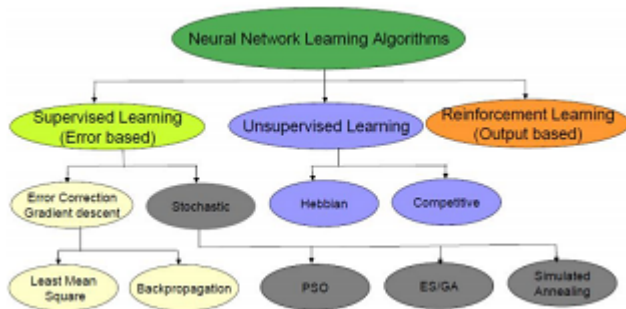 Neural Network Learning Algorithms
Supervised Learning
(Error based)
Unsupervised Learning
Reinforcement Learning
(Output based)
Error Correction
Gradient descent
Stochastic
Hebbian
Competitive
Least Mean
Square
Backpropagation
PSO
ES/GA
Simulated
Annealing